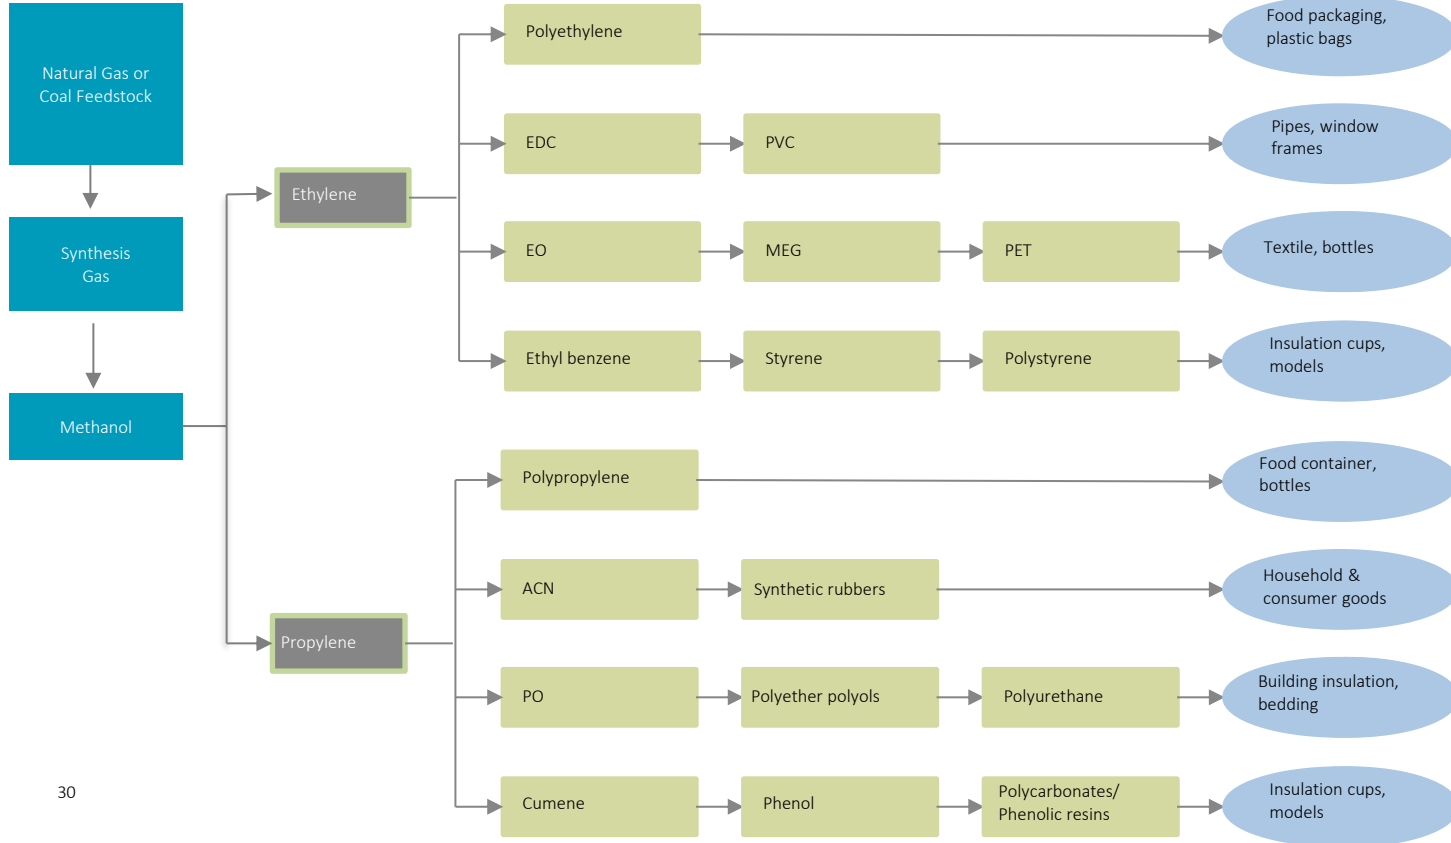 Natural Gas or
Coal Feedstock
Synthesis
Gas
Methanol
Ethylene
Propylene
Polyethylene
Food packaging,
plastic bags
EDC
PVC
Pipes, window
frames
EO
MEG
PET
Textile, bottles
Ethyl benzene
Styrene
Polystyrene
Insulation cups,
models
Polypropylene
Food container,
bottles
ACN
Synthetic rubbers
Household &
consumer goods
PO
Polyether polyols
Polyurethane
Building insulation,
bedding
Cumene
Phenol
Polycarbonates/
Phenolic resins
Insulation cups,
models
30